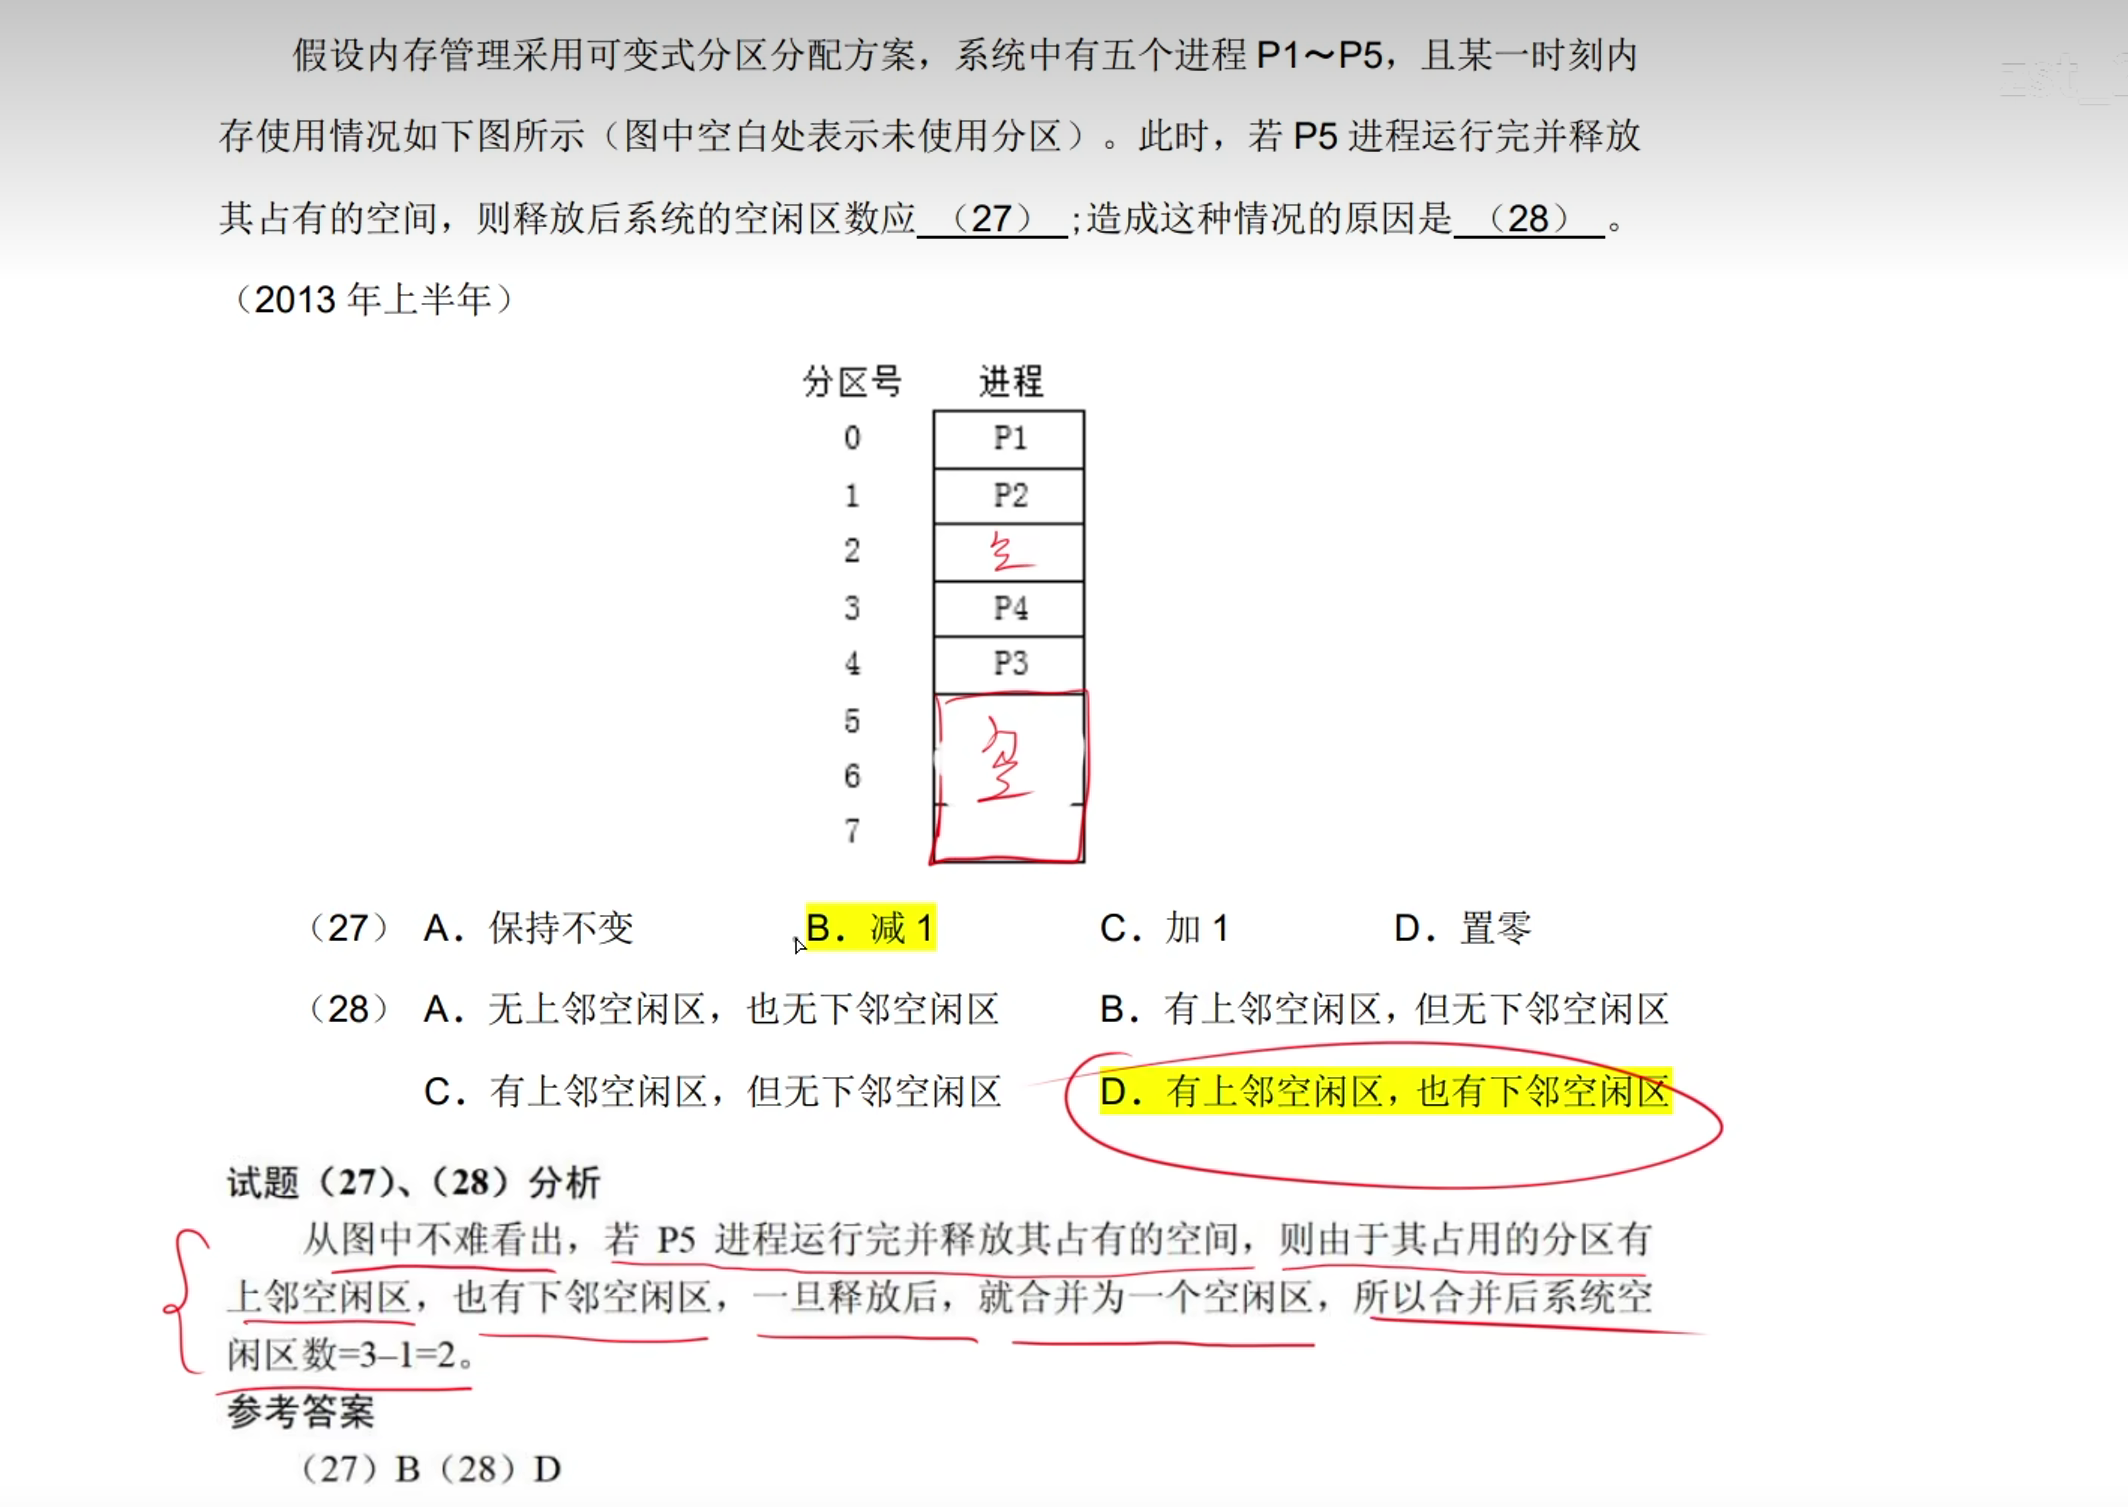 假设内存管理采用可变式分区分配方案，系统中有五个进程 P1～P5，且某一时刻内
存使用情况如下图所示（图中空白处表示未使用分区）。此时，若 P5 进程运行完并释放
其占有的空间，则释放后系统的空闲区数应（27）;造成这种情况的原因是（28）。
（2013 年上半年）
分区号 进程
0 P1
1 P2
2 空
3 P4
4 P3
5
空
6
7
（27） A．保持不变 B．减 1 C．加 1 D．置零
（28） A．无上邻空闲区，也无下邻空闲区 B．有上邻空闲区，但无下邻空闲区
C．有上邻空闲区，但无下邻空闲区 D．有上邻空闲区，也有下邻空闲区
试题（27）、（28）分析
从图中不难看出，若 P5 进程运行完并释放其占有的空间，则由于其占用的分区有
上邻空闲区，也有下邻空闲区，一旦释放后，就合并为一个空闲区，所以合并后系统空
闲区数=3–1=2。
参考答案
（27）B（28）D